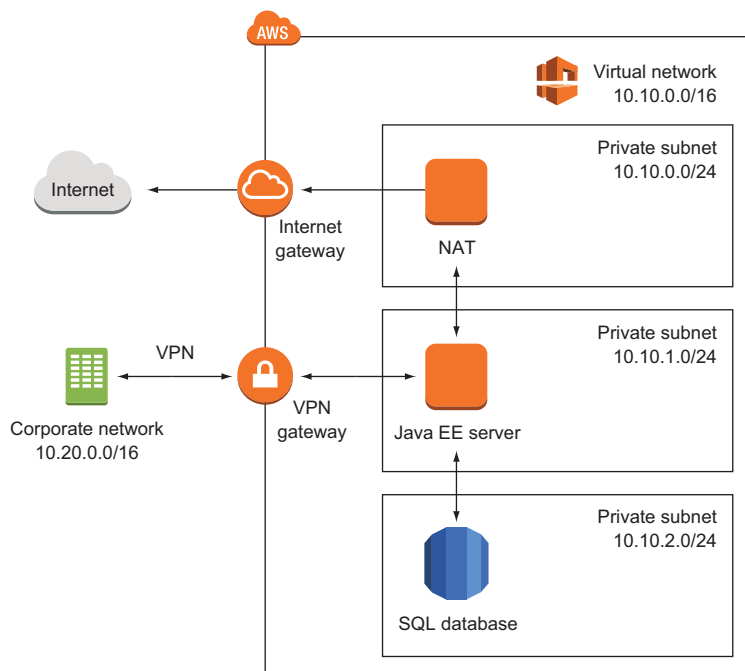 AWS
Virtual network
10.10.0.0/16
Private subnet
10.10.0.0/24
Internet
Internet
gateway
NAT
Private subnet
10.10.1.0/24
VPN
VPN
gateway
Java EE server
Corporate network
10.20.0.0/16
Private subnet
10.10.2.0/24
SQL database